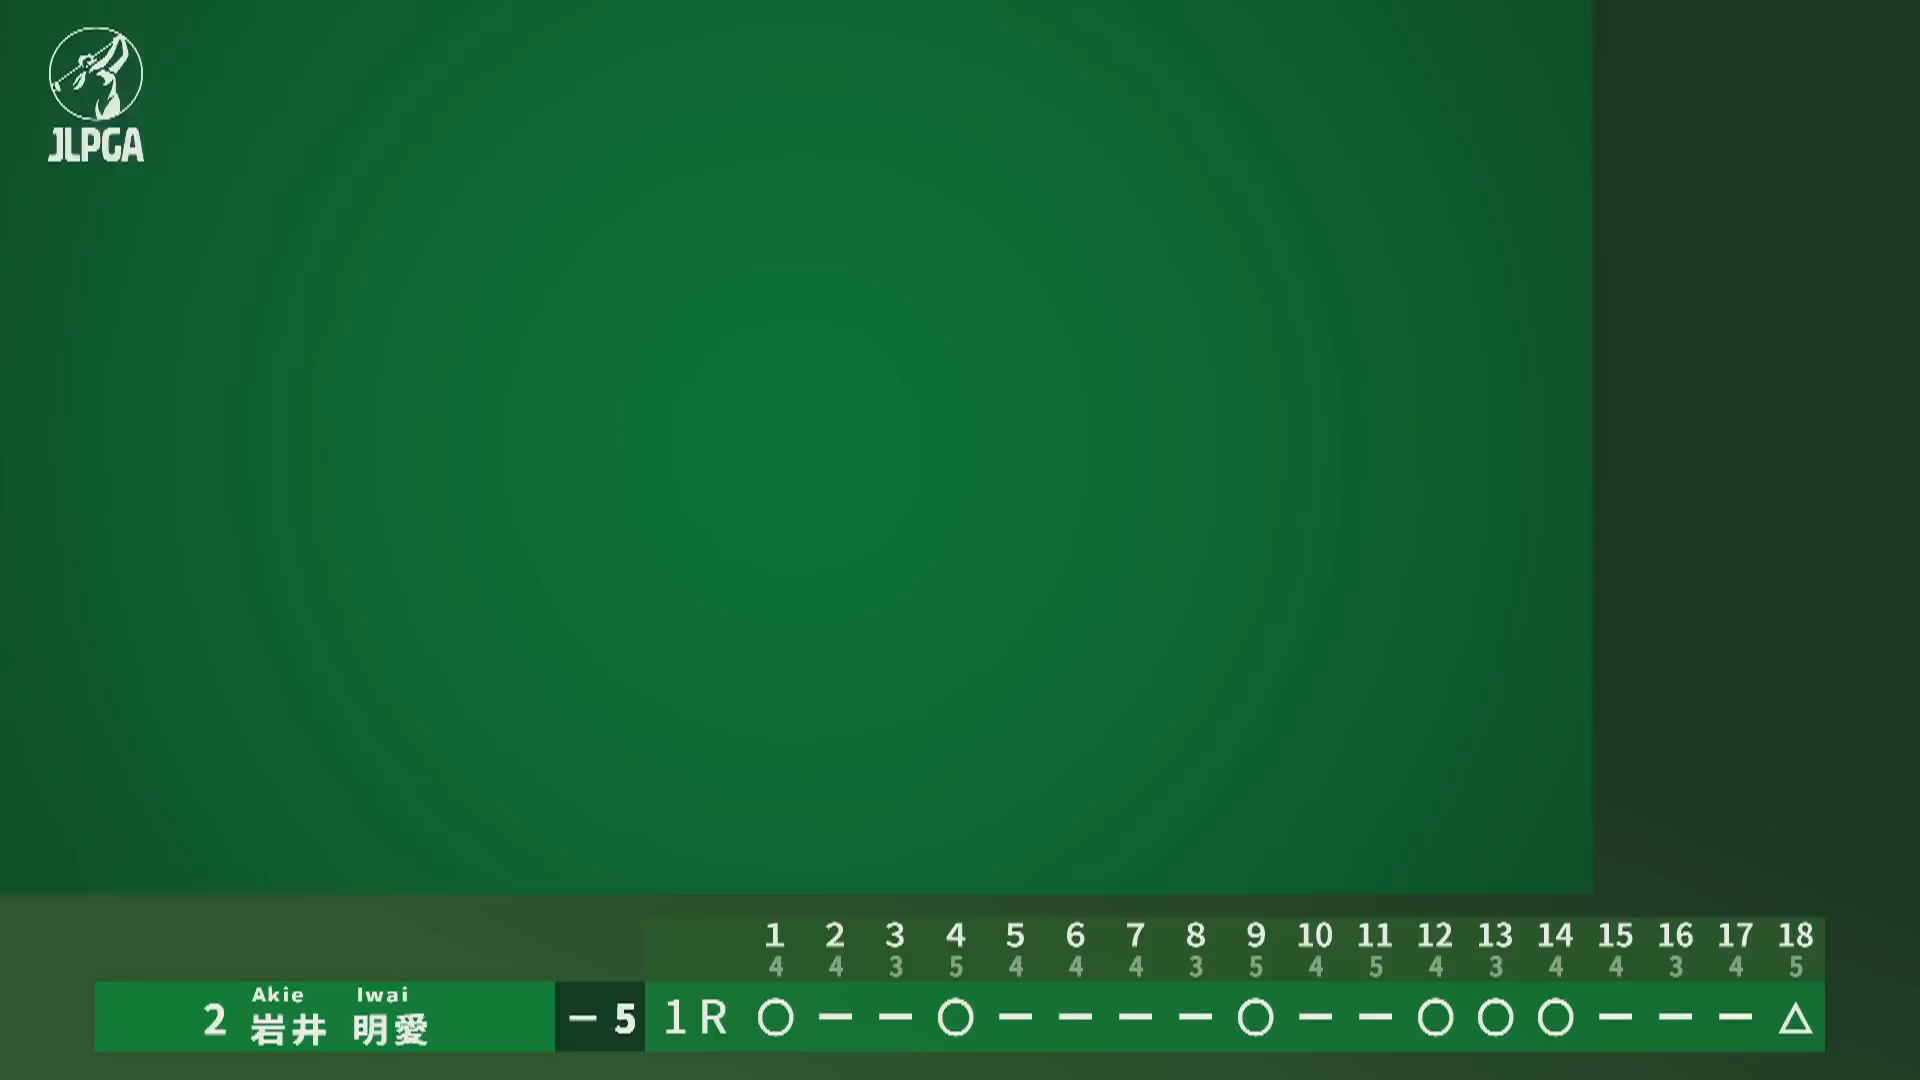 JLPGA
1 2 3 4 5 6 7 8 9 10 11 12 13 14 15 16 17 18
4 4 3 5 4 4 4 3 5 4 5 4 3 4 4 3 4 5
Akie Iwai
2 岩井 明愛 -5 1R ○ - - ○ - - - - ○ - - ○ ○ ○ - - - △